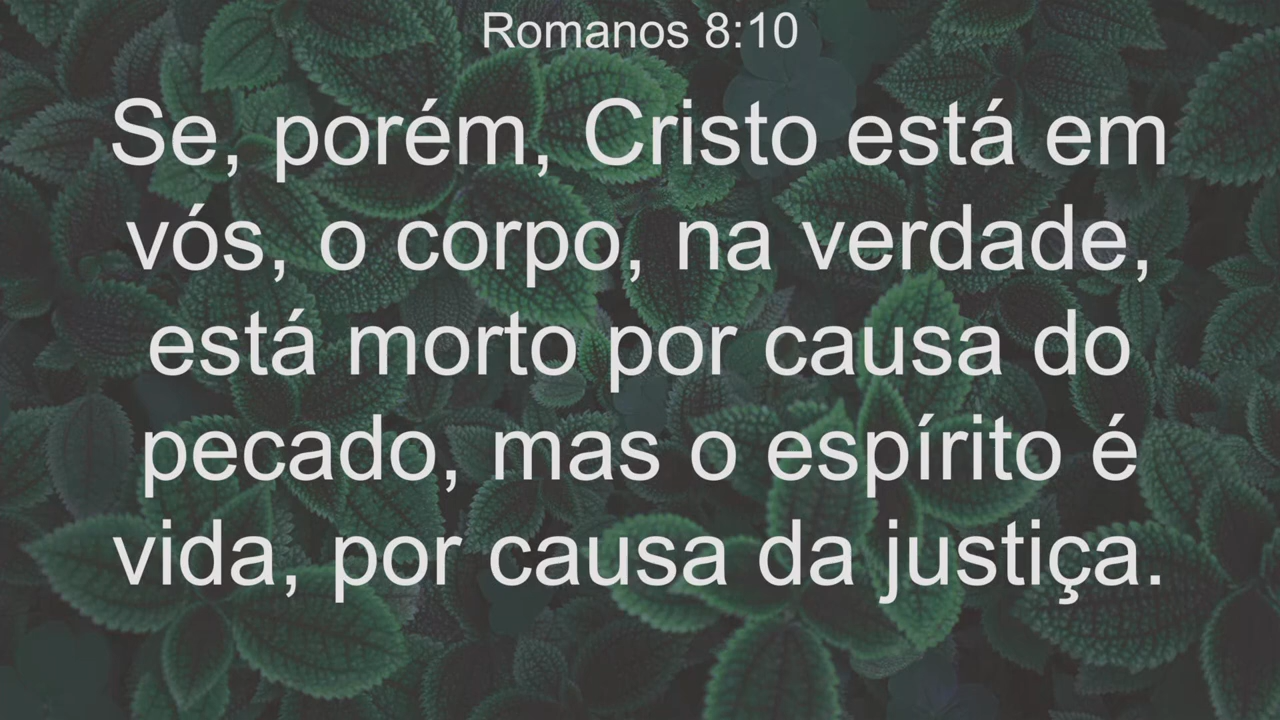 Romanos 8:10
Se, porém, Cristo está em
vós, o corpo, na verdade,
está morto por causa do
pecado, mas o espírito é
vida, por causa da justiça.